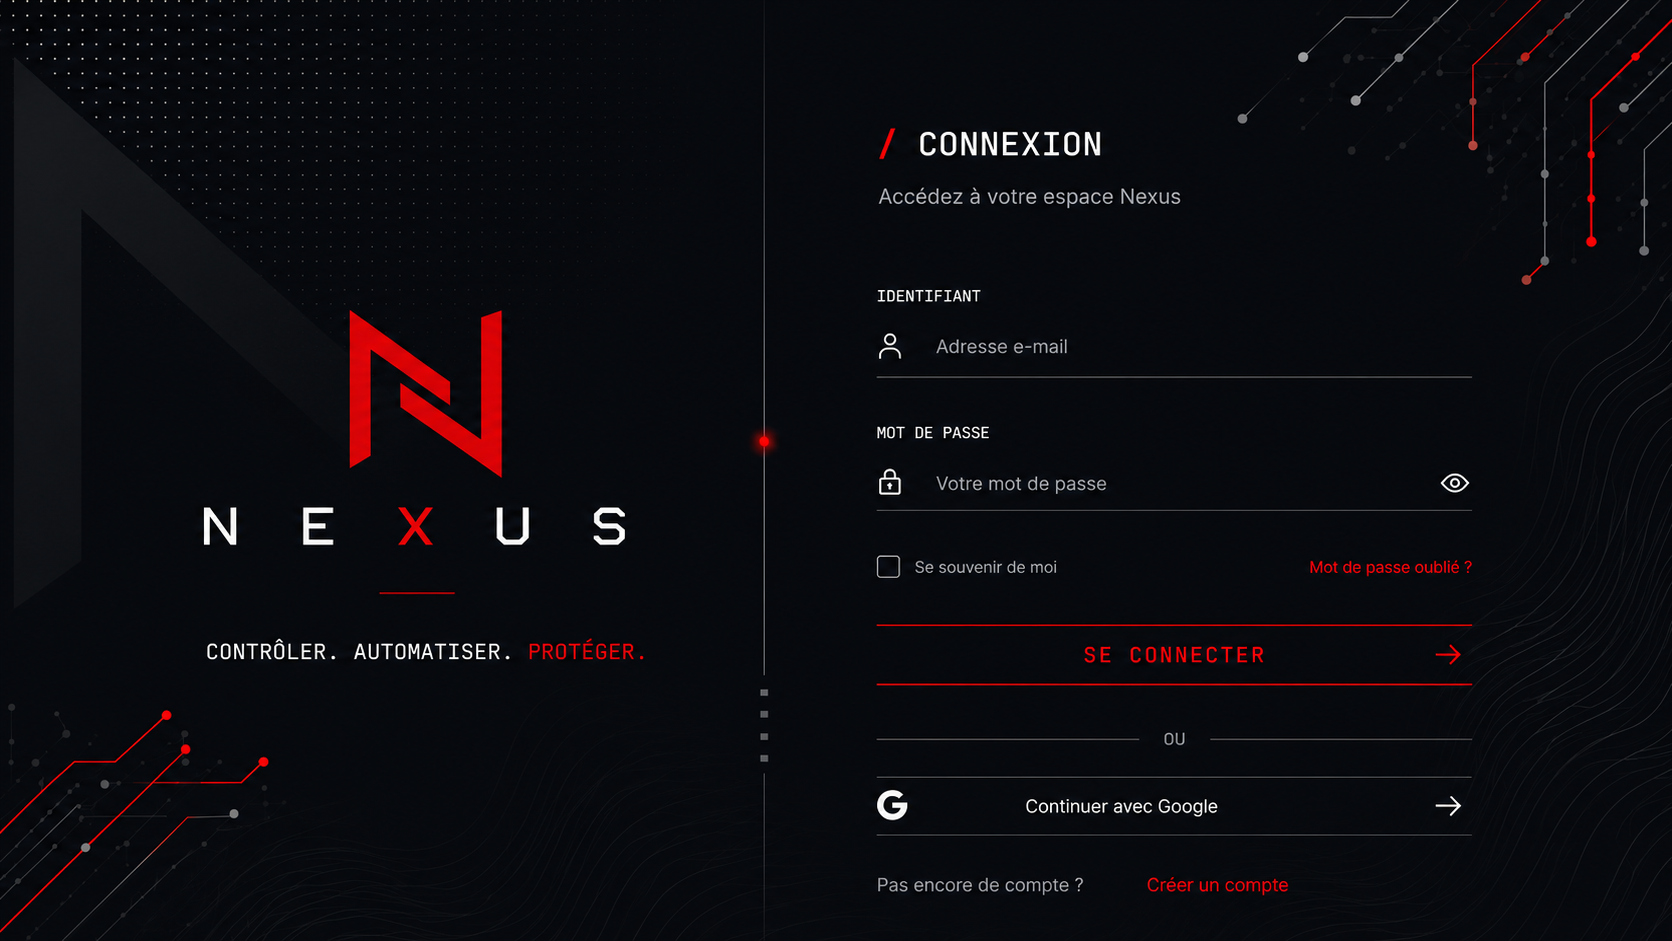 NEXUS
CONTRÔLER. AUTOMATISER. PROTÉGER.
/ CONNEXION
Accédez à votre espace Nexus
IDENTIFIANT
Adresse e-mail
MOT DE PASSE
Votre mot de passe
Se souvenir de moi
Mot de passe oublié ?
SE CONNECTER
OU
G Continuer avec Google
Pas encore de compte ? Créer un compte